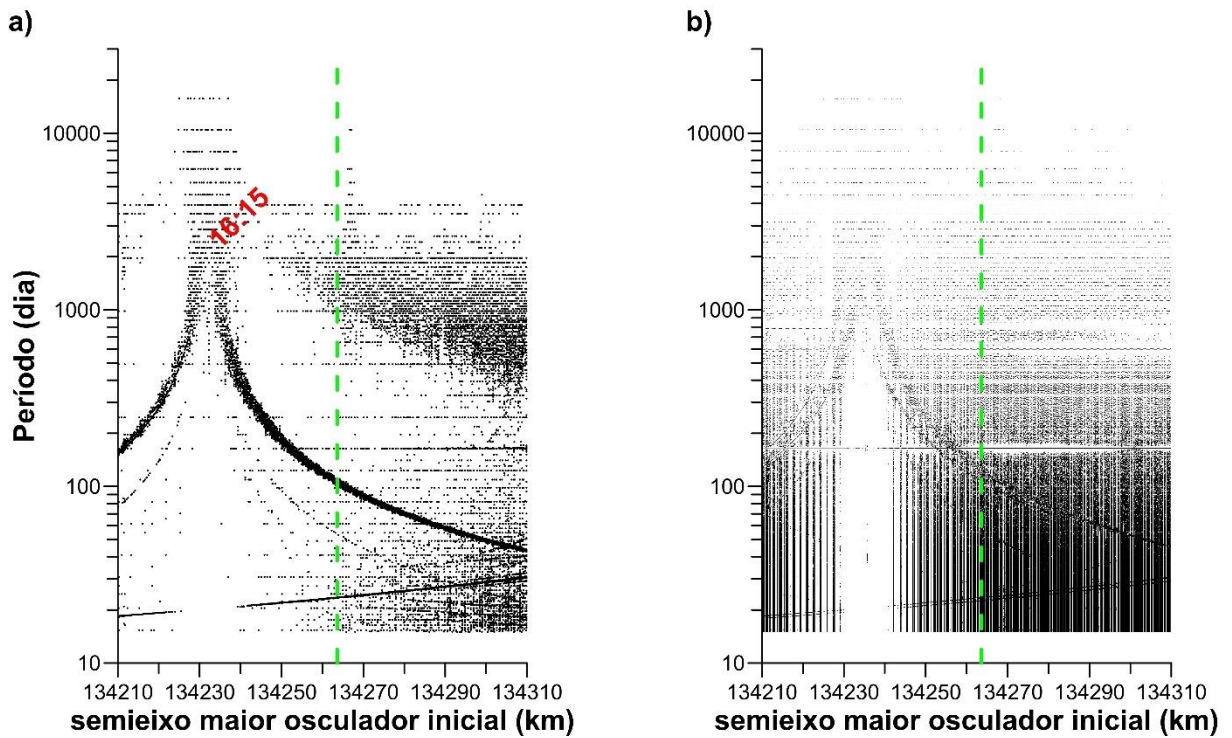 a)
Período (dia)
10000
1000
100
10
16:15
134210 134230 134250 134270 134290 134310
semieixo maior osculador inicial (km)
b)
10000
1000
100
10
134210 134230 134250 134270 134290 134310
semieixo maior osculador inicial (km)